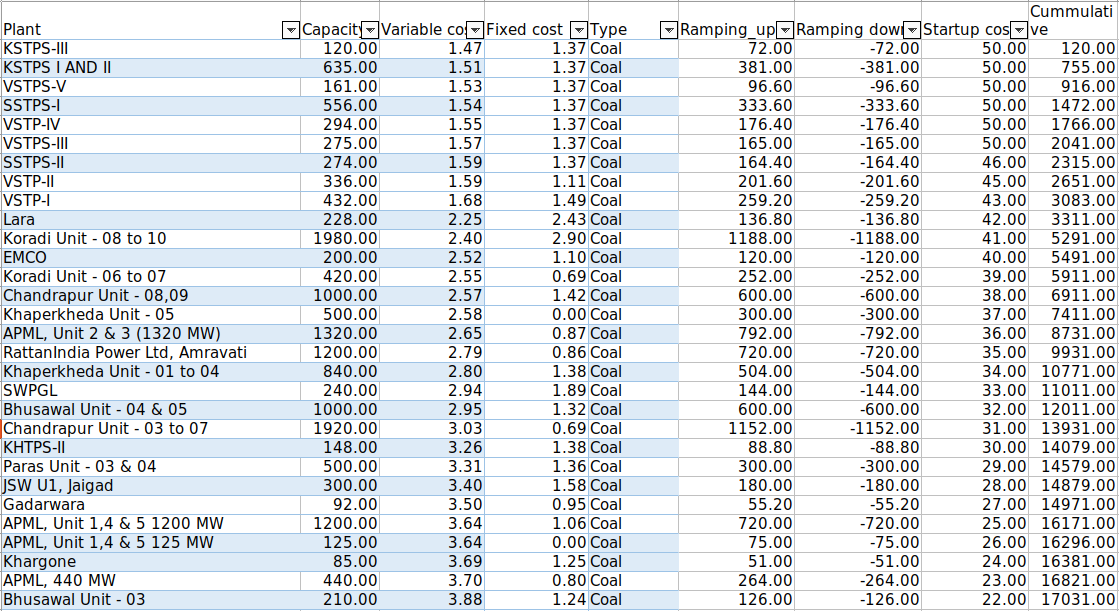 Cummulati
Plant Capacity Variable cos Fixed cost Type Ramping_up Ramping down Startup cos ve
KSTPS-III 120.00 1.47 1.37 Coal 72.00 -72.00 50.00 120.00
KSTPS I AND II 635.00 1.51 1.37 Coal 381.00 -381.00 50.00 755.00
VSTPS-V 161.00 1.53 1.37 Coal 96.60 -96.60 50.00 916.00
SSTPS-I 556.00 1.54 1.37 Coal 333.60 -333.60 50.00 1472.00
VSTP-IV 294.00 1.55 1.37 Coal 176.40 -176.40 50.00 1766.00
VSTPS-III 275.00 1.57 1.37 Coal 165.00 -165.00 50.00 2041.00
SSTPS-II 274.00 1.59 1.37 Coal 164.40 -164.40 46.00 2315.00
VSTP-II 336.00 1.59 1.11 Coal 201.60 -201.60 45.00 2651.00
VSTP-I 432.00 1.68 1.49 Coal 259.20 -259.20 43.00 3083.00
Lara 228.00 2.25 2.43 Coal 136.80 -136.80 42.00 3311.00
Koradi Unit - 08 to 10 1980.00 2.40 2.90 Coal 1188.00 -1188.00 41.00 5291.00
EMCO 200.00 2.52 1.10 Coal 120.00 -120.00 40.00 5491.00
Koradi Unit - 06 to 07 420.00 2.55 0.69 Coal 252.00 -252.00 39.00 5911.00
Chandrapur Unit - 08,09 1000.00 2.57 1.42 Coal 600.00 -600.00 38.00 6911.00
Khaperkheda Unit - 05 500.00 2.58 0.00 Coal 300.00 -300.00 37.00 7411.00
APML, Unit 2 & 3 (1320 MW) 1320.00 2.65 0.87 Coal 792.00 -792.00 36.00 8731.00
RattanIndia Power Ltd, Amravati 1200.00 2.79 0.86 Coal 720.00 -720.00 35.00 9931.00
Khaperkheda Unit - 01 to 04 840.00 2.80 1.38 Coal 504.00 -504.00 34.00 10771.00
SWPGL 240.00 2.94 1.89 Coal 144.00 -144.00 33.00 11011.00
Bhusawal Unit - 04 & 05 1000.00 2.95 1.32 Coal 600.00 -600.00 32.00 12011.00
Chandrapur Unit - 03 to 07 1920.00 3.03 0.69 Coal 1152.00 -1152.00 31.00 13931.00
KHTPS-II 148.00 3.26 1.38 Coal 88.80 -88.80 30.00 14079.00
Paras Unit - 03 & 04 500.00 3.31 1.36 Coal 300.00 -300.00 29.00 14579.00
JSW U1, Jaigad 300.00 3.40 1.58 Coal 180.00 -180.00 28.00 14879.00
Gadarwara 92.00 3.50 0.95 Coal 55.20 -55.20 27.00 14971.00
APML, Unit 1,4 & 5 1200 MW 1200.00 3.64 1.06 Coal 720.00 -720.00 25.00 16171.00
APML, Unit 1,4 & 5 125 MW 125.00 3.64 0.00 Coal 75.00 -75.00 26.00 16296.00
Khargone 85.00 3.69 1.25 Coal 51.00 -51.00 24.00 16381.00
APML, 440 MW 440.00 3.70 0.80 Coal 264.00 -264.00 23.00 16821.00
Bhusawal Unit - 03 210.00 3.88 1.24 Coal 126.00 -126.00 22.00 17031.00